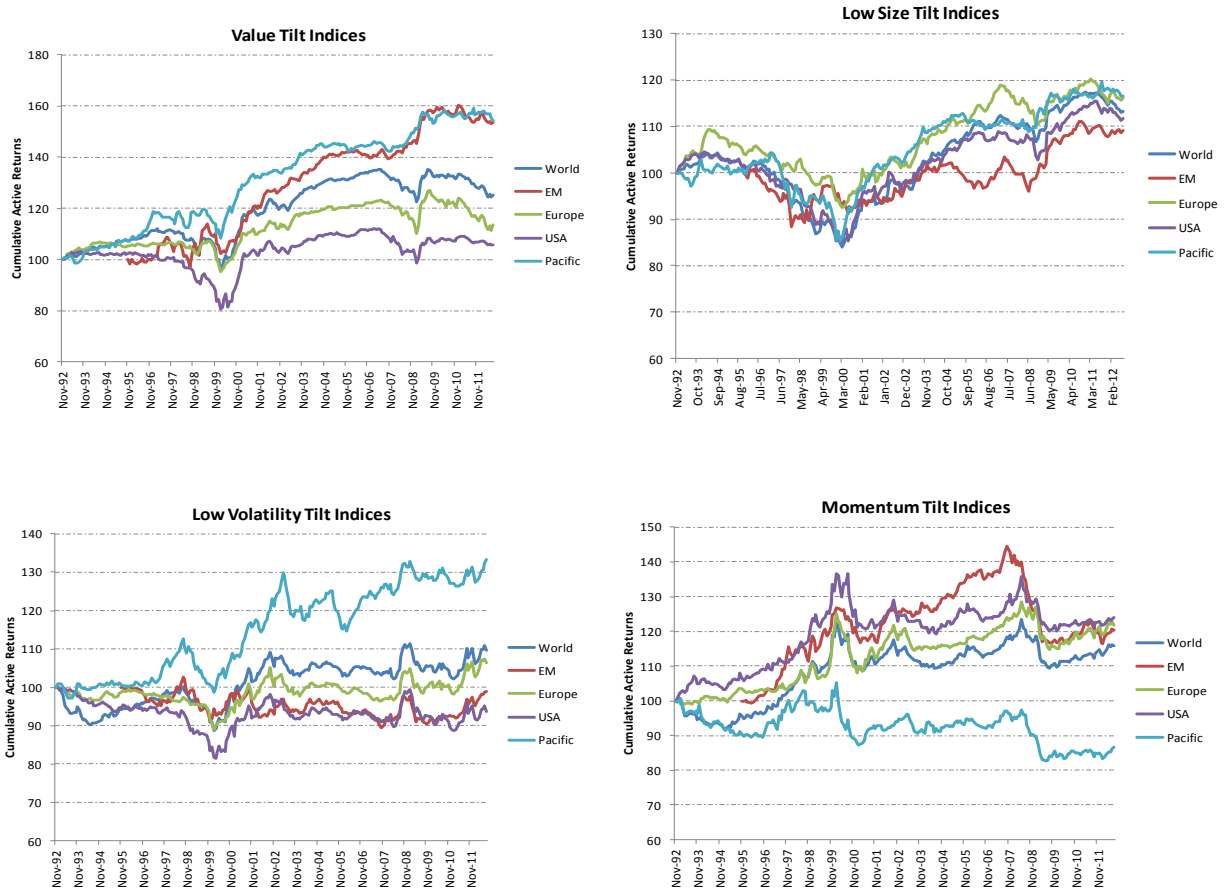 Value Tilt Indices
Cumulative Active Returns
180
160
140
120
100
80
60
Nov-92
Nov-93
Nov-94
Nov-95
Nov-96
Nov-97
Nov-98
Nov-99
Nov-00
Nov-01
Nov-02
Nov-03
Nov-04
Nov-05
Nov-06
Nov-07
Nov-08
Nov-09
Nov-10
Nov-11
World
EM
Europe
USA
Pacific
Low Size Tilt Indices
Cumulative Active Returns
130
120
110
100
90
80
70
60
Nov-92
Oct-93
Sep-94
Aug-95
Jul-96
Jun-97
May-98
Apr-99
Mar-00
Feb-01
Jan-02
Dec-02
Nov-03
Oct-04
Sep-05
Aug-06
Jul-07
Jun-08
May-09
Apr-10
Mar-11
Feb-12
World
EM
Europe
USA
Pacific
Low Volatility Tilt Indices
Cumulative Active Returns
140
130
120
110
100
90
80
70
60
Nov-92
Nov-93
Nov-94
Nov-95
Nov-96
Nov-97
Nov-98
Nov-99
Nov-00
Nov-01
Nov-02
Nov-03
Nov-04
Nov-05
Nov-06
Nov-07
Nov-08
Nov-09
Nov-10
Nov-11
World
EM
Europe
USA
Pacific
Momentum Tilt Indices
Cumulative Active Returns
150
140
130
120
110
100
90
80
70
60
Nov-92
Nov-93
Nov-94
Nov-95
Nov-96
Nov-97
Nov-98
Nov-99
Nov-00
Nov-01
Nov-02
Nov-03
Nov-04
Nov-05
Nov-06
Nov-07
Nov-08
Nov-09
Nov-10
Nov-11
World
EM
Europe
USA
Pacific